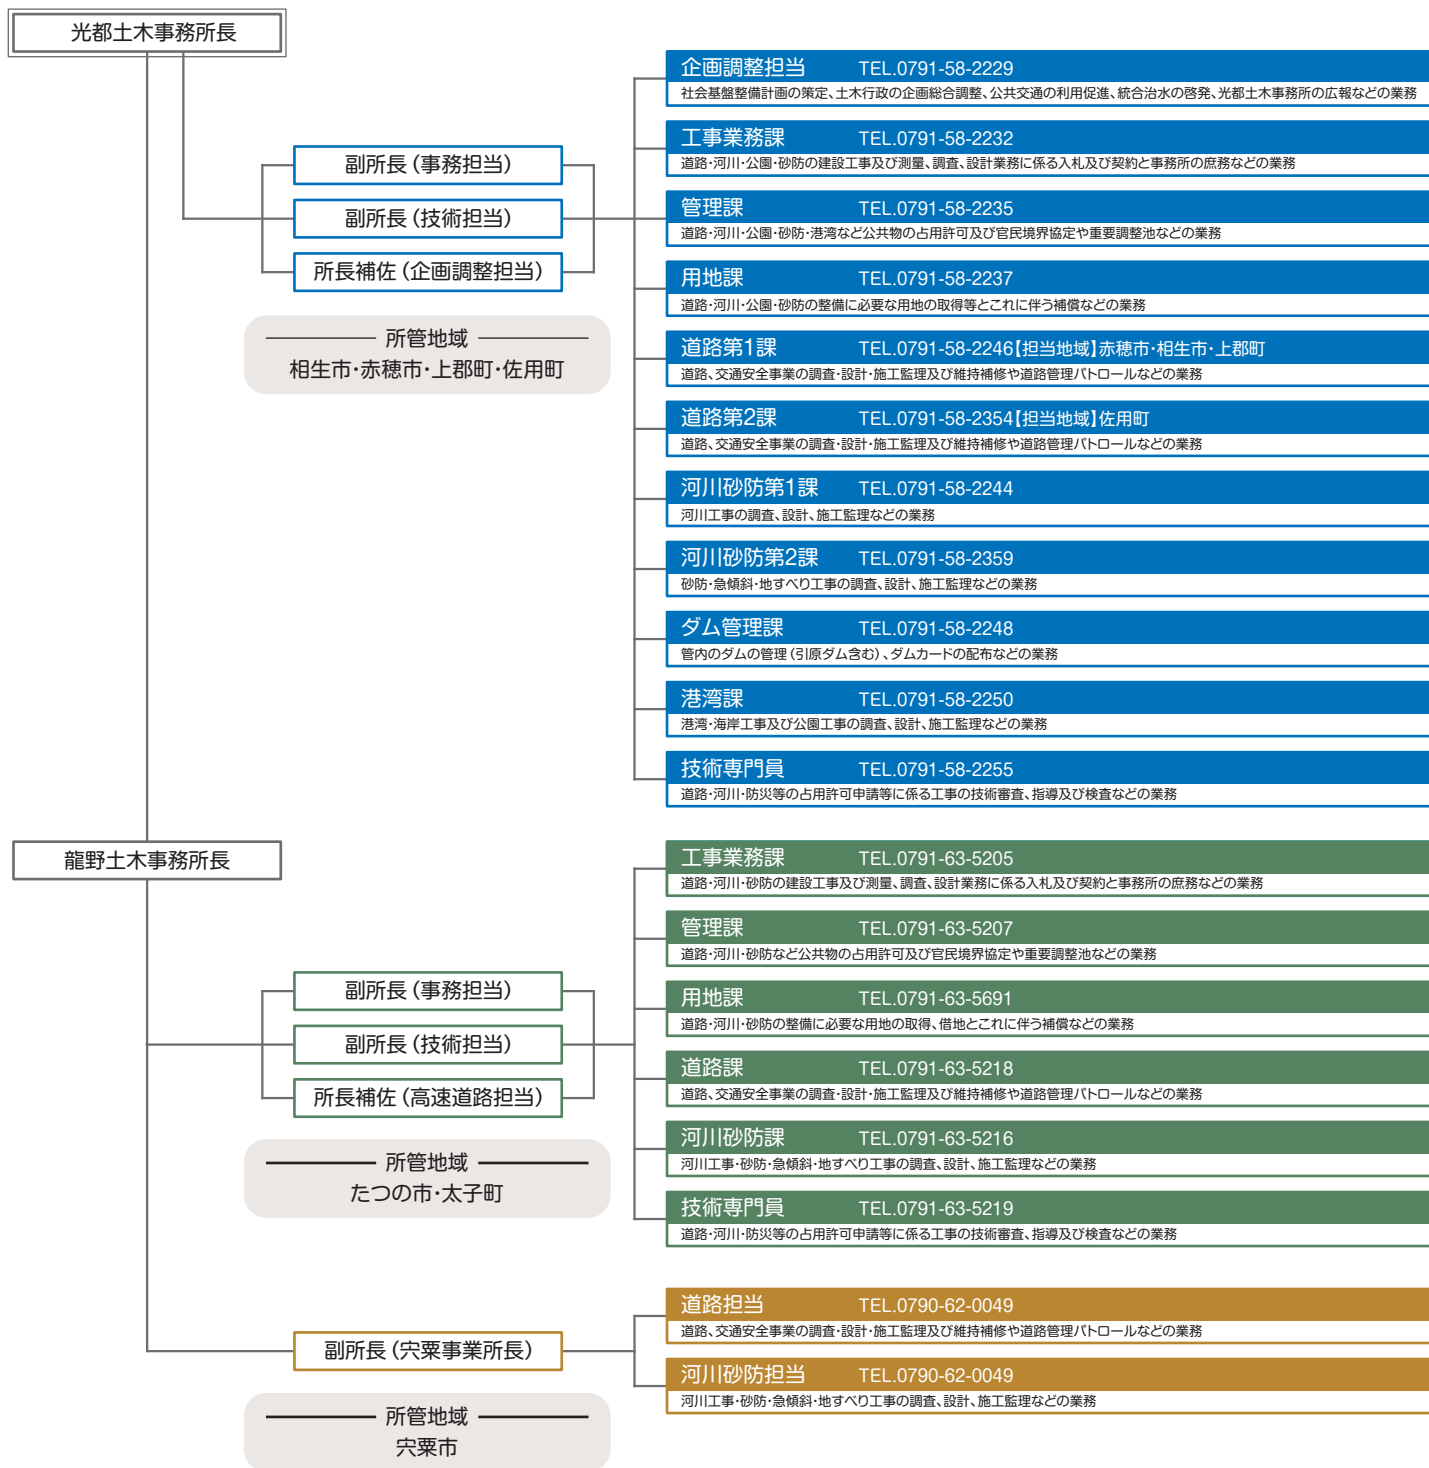 光都土木事務所長
副所長（事務担当）
副所長（技術担当）
所長補佐（企画調整担当）
所管地域
相生市・赤穂市・上郡町・佐用町
企画調整担当 TEL.0791-58-2229
社会基盤整備計画の策定、土木行政の企画総合調整、公共交通の利用促進、統合治水の啓発、光都土木事務所の広報などの業務
工事業務課 TEL.0791-58-2232
道路・河川・公園・砂防の建設工事及び測量、調査、設計業務に係る入札及び契約と事務所の庶務などの業務
管理課 TEL.0791-58-2235
道路・河川・公園・砂防・港湾など公共物の占用許可及び官民境界協定や重要調整池などの業務
用地課 TEL.0791-58-2237
道路・河川・公園・砂防の整備に必要な用地の取得等とこれに伴う補償などの業務
道路第1課 TEL.0791-58-2246【担当地域】赤穂市・相生市・上郡町
道路、交通安全事業の調査・設計・施工監理及び維持補修や道路管理パトロールなどの業務
道路第2課 TEL.0791-58-2354【担当地域】佐用町
道路、交通安全事業の調査・設計・施工監理及び維持補修や道路管理パトロールなどの業務
河川砂防第1課 TEL.0791-58-2244
河川工事の調査、設計、施工監理などの業務
河川砂防第2課 TEL.0791-58-2359
砂防・急傾斜・地すべり工事の調査、設計、施工監理などの業務
ダム管理課 TEL.0791-58-2248
管内のダムの管理（引原ダム含む）、ダムカードの配布などの業務
港湾課 TEL.0791-58-2250
港湾・海岸工事及び公園工事の調査、設計、施工監理などの業務
技術専門員 TEL.0791-58-2255
道路・河川・防災等の占用許可申請等に係る工事の技術審査、指導及び検査などの業務
龍野土木事務所長
副所長（事務担当）
副所長（技術担当）
所長補佐（高速道路担当）
所管地域
たつの市・太子町
工事業務課 TEL.0791-63-5205
道路・河川・砂防の建設工事及び測量、調査、設計業務に係る入札及び契約と事務所の庶務などの業務
管理課 TEL.0791-63-5207
道路・河川・砂防など公共物の占用許可及び官民境界協定や重要調整池などの業務
用地課 TEL.0791-63-5691
道路・河川・砂防の整備に必要な用地の取得、借地とこれに伴う補償などの業務
道路課 TEL.0791-63-5218
道路、交通安全事業の調査・設計・施工監理及び維持補修や道路管理パトロールなどの業務
河川砂防課 TEL.0791-63-5216
河川工事・砂防・急傾斜・地すべり工事の調査、設計、施工監理などの業務
技術専門員 TEL.0791-63-5219
道路・河川・防災等の占用許可申請等に係る工事の技術審査、指導及び検査などの業務
副所長（宍粟事業所長）
所管地域
宍粟市
道路担当 TEL.0790-62-0049
道路、交通安全事業の調査・設計・施工監理及び維持補修や道路管理パトロールなどの業務
河川砂防担当 TEL.0790-62-0049
河川工事・砂防・急傾斜・地すべり工事の調査、設計、施工監理などの業務